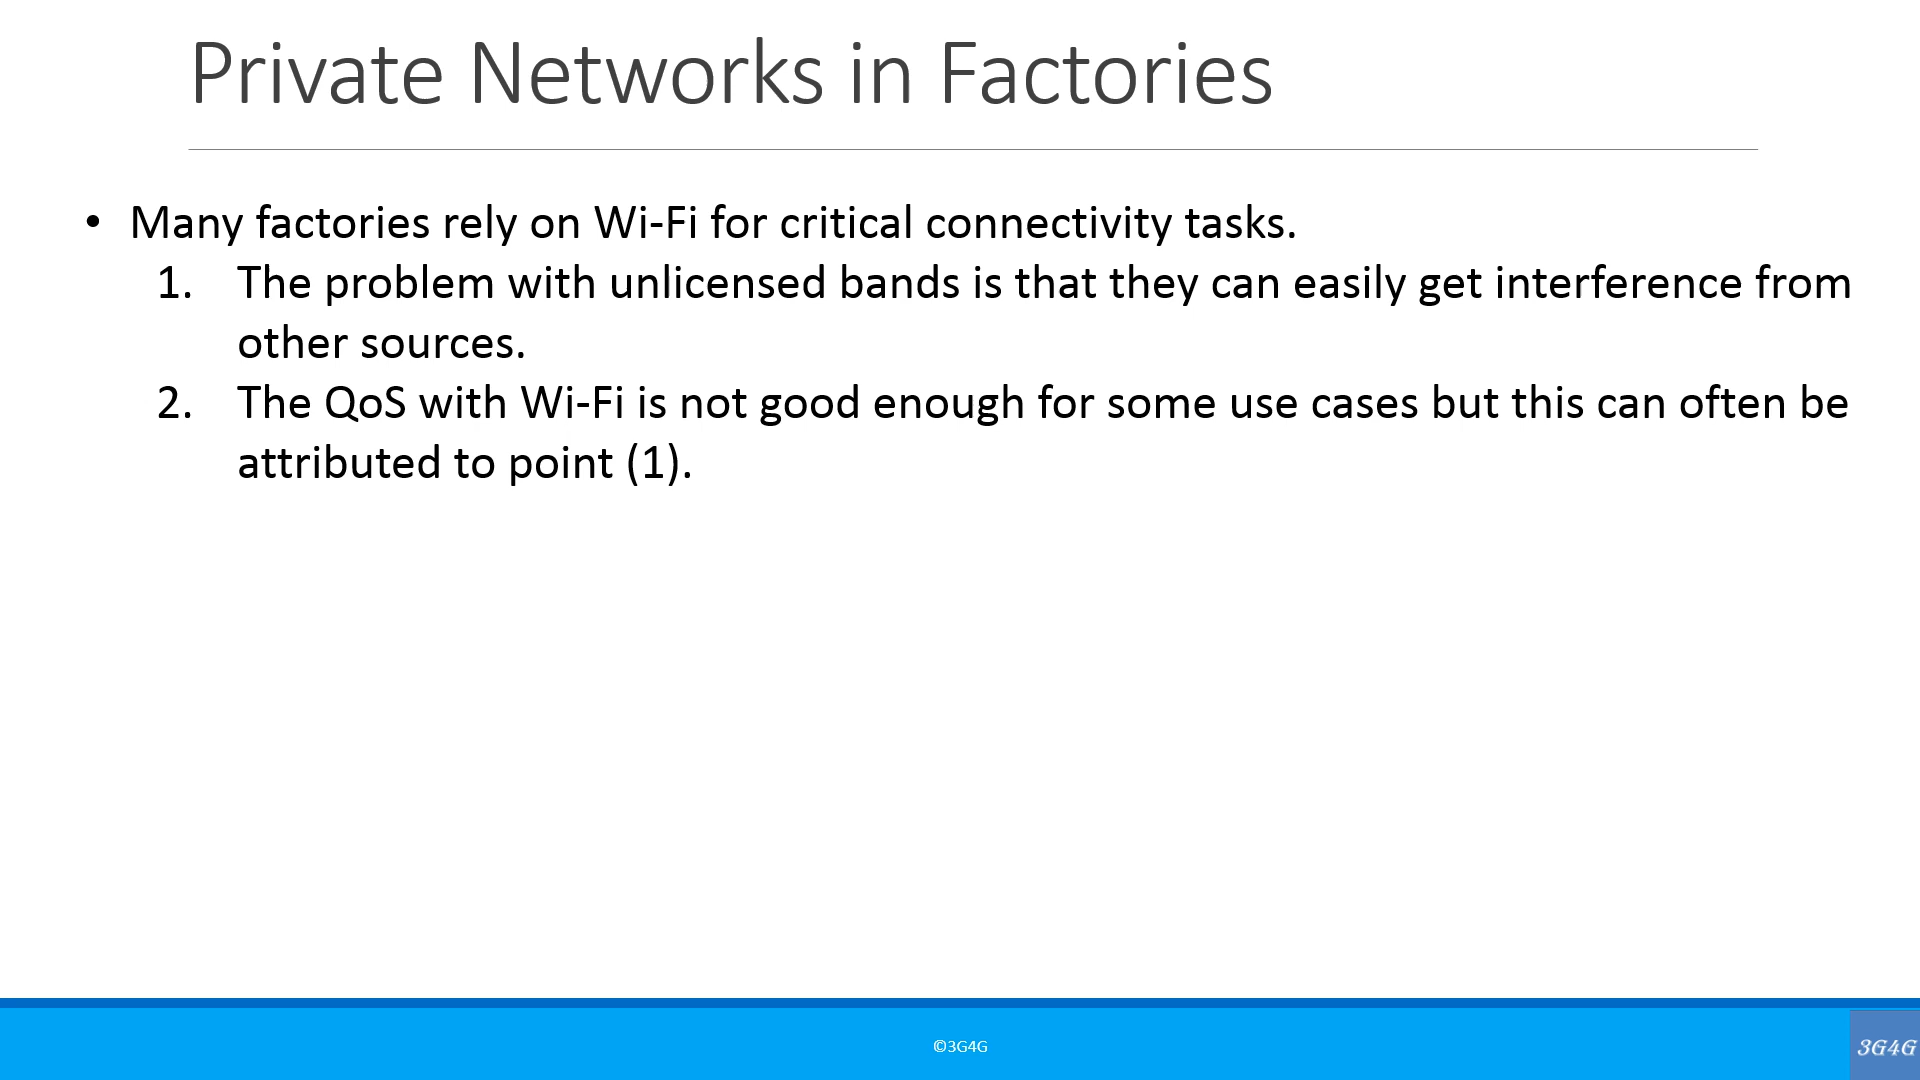 Private Networks in Factories
• Many factories rely on Wi-Fi for critical connectivity tasks.
1. The problem with unlicensed bands is that they can easily get interference from
other sources.
2. The QoS with Wi-Fi is not good enough for some use cases but this can often be
attributed to point (1).
©3G4G
3G4G